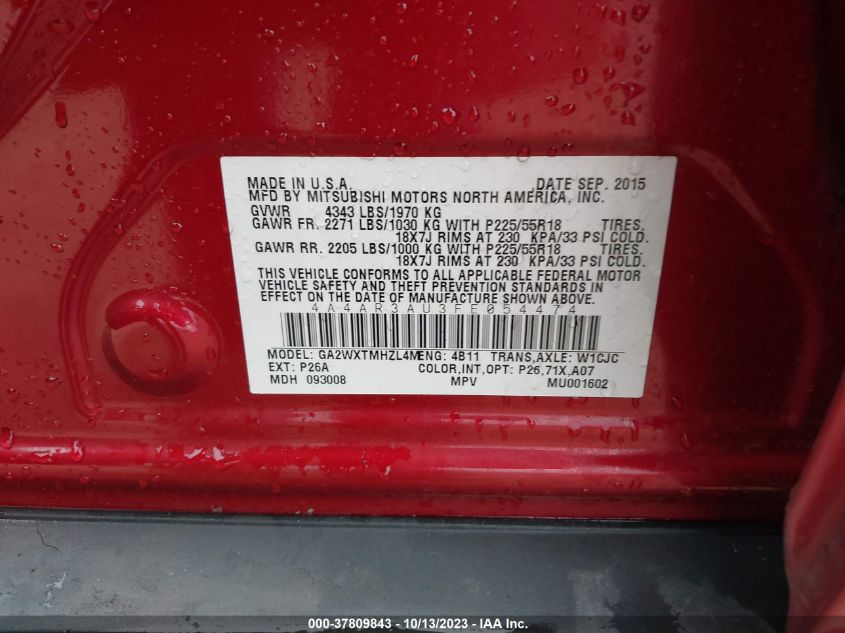 MADE IN U.S.A. DATE SEP. 2015
MFD BY MITSUBISHI MOTORS NORTH AMERICA, INC.
GVWR 4343 LBS/1970 KG
GAWR FR. 2271 LBS/1030 KG WITH P225/55R18 TIRES.
18X7J RIMS AT 230 KPA/33 PSI COLD.
GAWR RR. 2205 LBS/1000 KG WITH P225/55R18 TIRES.
18X7J RIMS AT 230 KPA/33 PSI COLD.
THIS VEHICLE CONFORMS TO ALL APPLICABLE FEDERAL MOTOR
VEHICLE SAFETY AND THEFT PREVENTION STANDARDS IN
EFFECT ON THE DATE OF MANUFACTURE SHOWN ABOVE.
4A4AR3AU3FE054474
MODEL: GA2WXTMHZL4M ENG: 4B11 TRANS,AXLE: W1CJC
EXT: P26A COLOR,INT,OPT: P26,71X,A07
MDH 093008 MPV MU001602
000-37809843 - 10/13/2023 - IAA Inc.